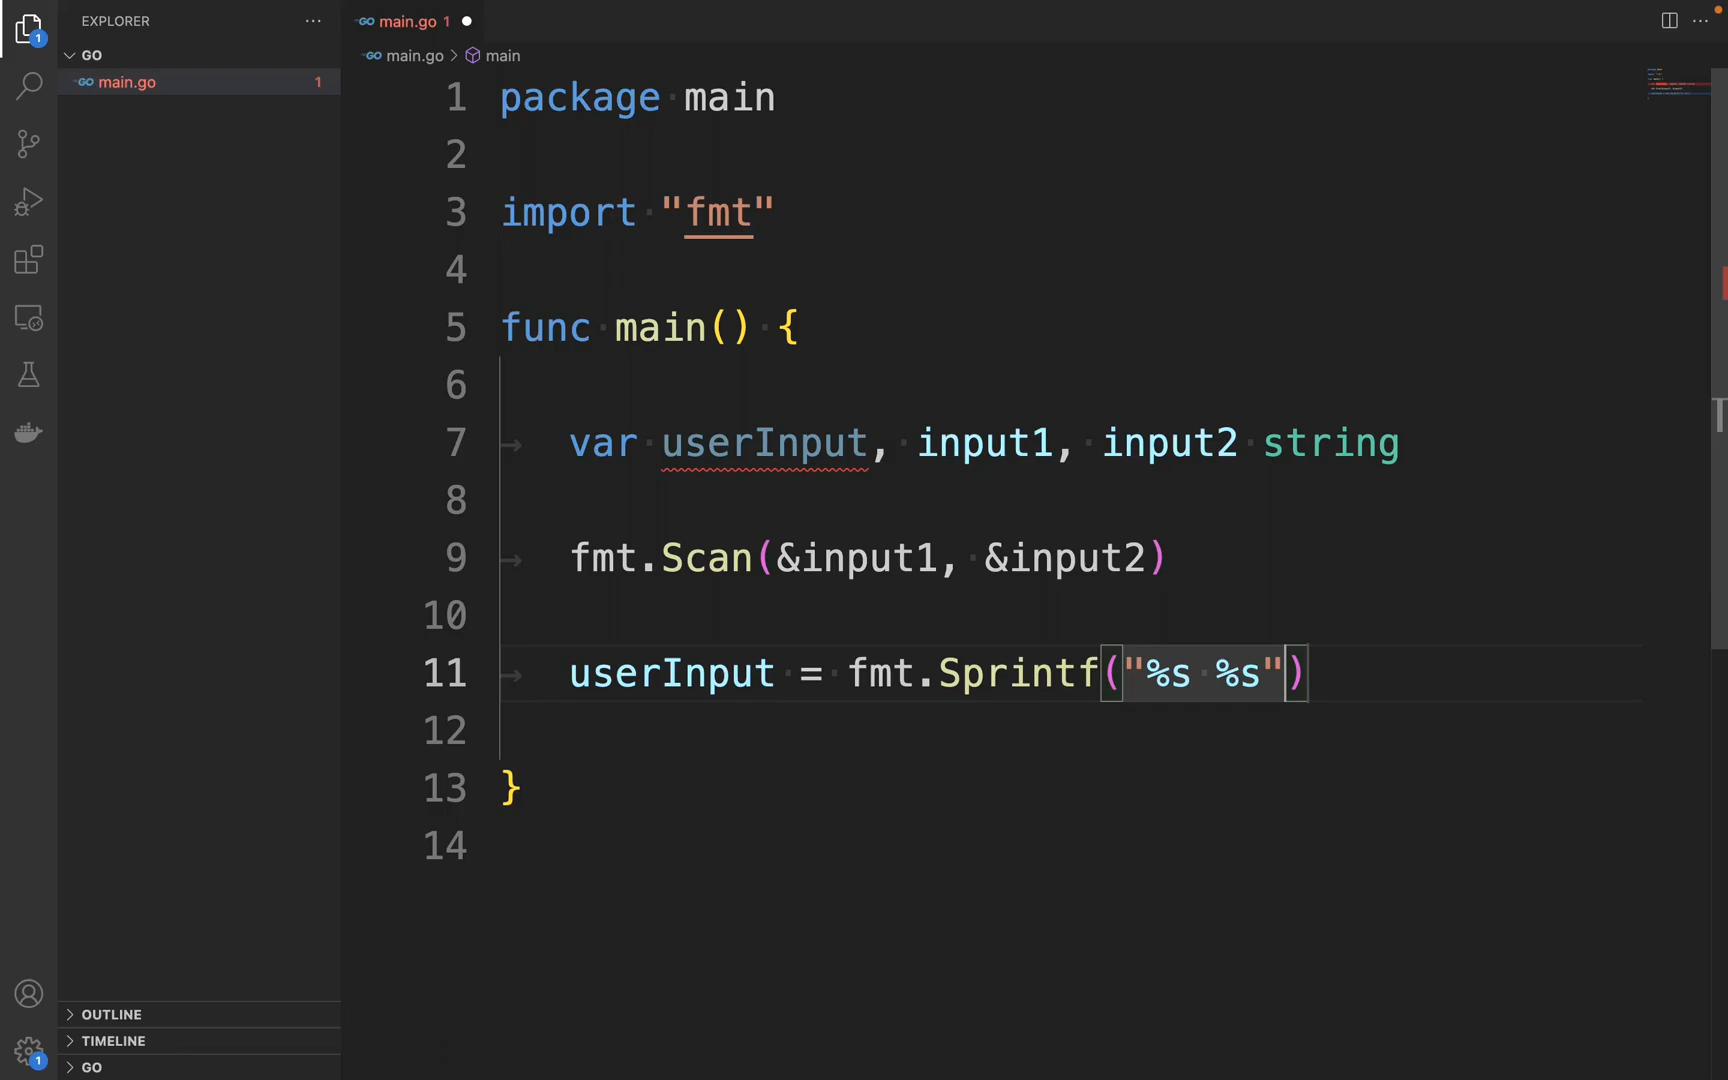 EXPLORER
GO
main.go 1
main.go 1
main.go > main
1 package main
2
3 import "fmt"
4
5 func main() {
6
7 var userInput, input1, input2 string
8
9 fmt.Scan(&input1, &input2)
10
11 userInput = fmt.Sprintf("%s %s")
12
13 }
14
1
OUTLINE
TIMELINE
GO
1